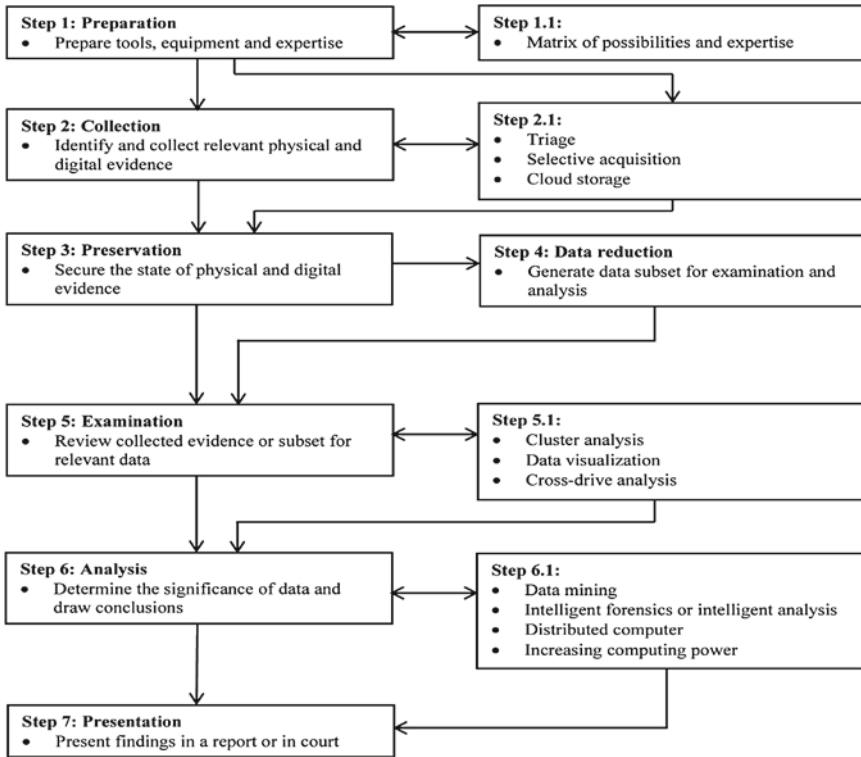 Step 1: Preparation
• Prepare tools, equipment and expertise
Step 1.1:
• Matrix of possibilities and expertise
Step 2: Collection
• Identify and collect relevant physical and
digital evidence
Step 2.1:
• Triage
• Selective acquisition
• Cloud storage
Step 3: Preservation
• Secure the state of physical and digital
evidence
Step 4: Data reduction
• Generate data subset for examination and
analysis
Step 5: Examination
• Review collected evidence or subset for
relevant data
Step 5.1:
• Cluster analysis
• Data visualization
• Cross-drive analysis
Step 6: Analysis
• Determine the significance of data and
draw conclusions
Step 6.1:
• Data mining
• Intelligent forensics or intelligent analysis
• Distributed computer
• Increasing computing power
Step 7: Presentation
• Present findings in a report or in court